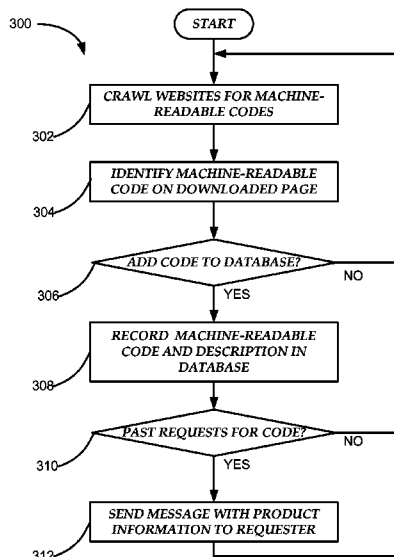 300
START
CRAWL WEBSITES FOR MACHINE-
READABLE CODES
302
IDENTIFY MACHINE-READABLE
CODE ON DOWNLOADED PAGE
304
ADD CODE TO DATABASE?
306
NO
YES
RECORD MACHINE-READABLE
CODE AND DESCRIPTION IN
DATABASE
308
PAST REQUESTS FOR CODE?
310
NO
YES
SEND MESSAGE WITH PRODUCT
INFORMATION TO REQUESTER
312